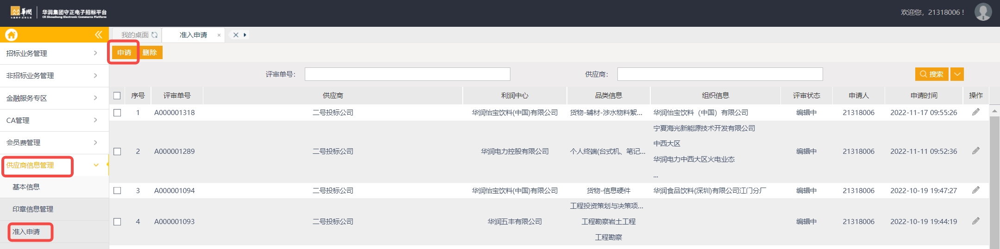 华润 华润集团守正电子招标平台
CR Shouzheng Electronic Commerce Platform
欢迎您，21318006！
我的桌面 准入申请
招标业务管理
非招标业务管理
金融服务专区
CA管理
会员费管理
供应商信息管理
基本信息
印章信息管理
准入申请
申请 删除
评审单号： 供应商： 搜索
序号 评审单号 供应商 利润中心 品类信息 组织信息 评审状态 申请人 申请时间 操作
1 A000001318 二号投标公司 华润怡宝饮料(中国)有限公司 货物-辅材-涉水物料絮... 华润怡宝饮料（中国）有限公司 编辑中 21318006 2022-11-17 09:55:26
宁夏海光新能源技术开发有限公司
中西大区
2 A000001289 二号投标公司 华润电力控股有限公司 个人终端(台式机、笔记... 编辑中 21318006 2022-11-11 09:52:36
华润电力中西大区火电业态
...
3 A000001094 二号投标公司 华润怡宝饮料(中国)有限公司 货物-信息硬件 华润食品饮料(深圳)有限公司江门分厂 编辑中 21318006 2022-10-19 19:47:27
工程投资策划与决策项...
4 A000001093 二号投标公司 华润五丰有限公司 工程勘察岩土工程 编辑中 21318006 2022-10-19 19:44:19
工程勘察